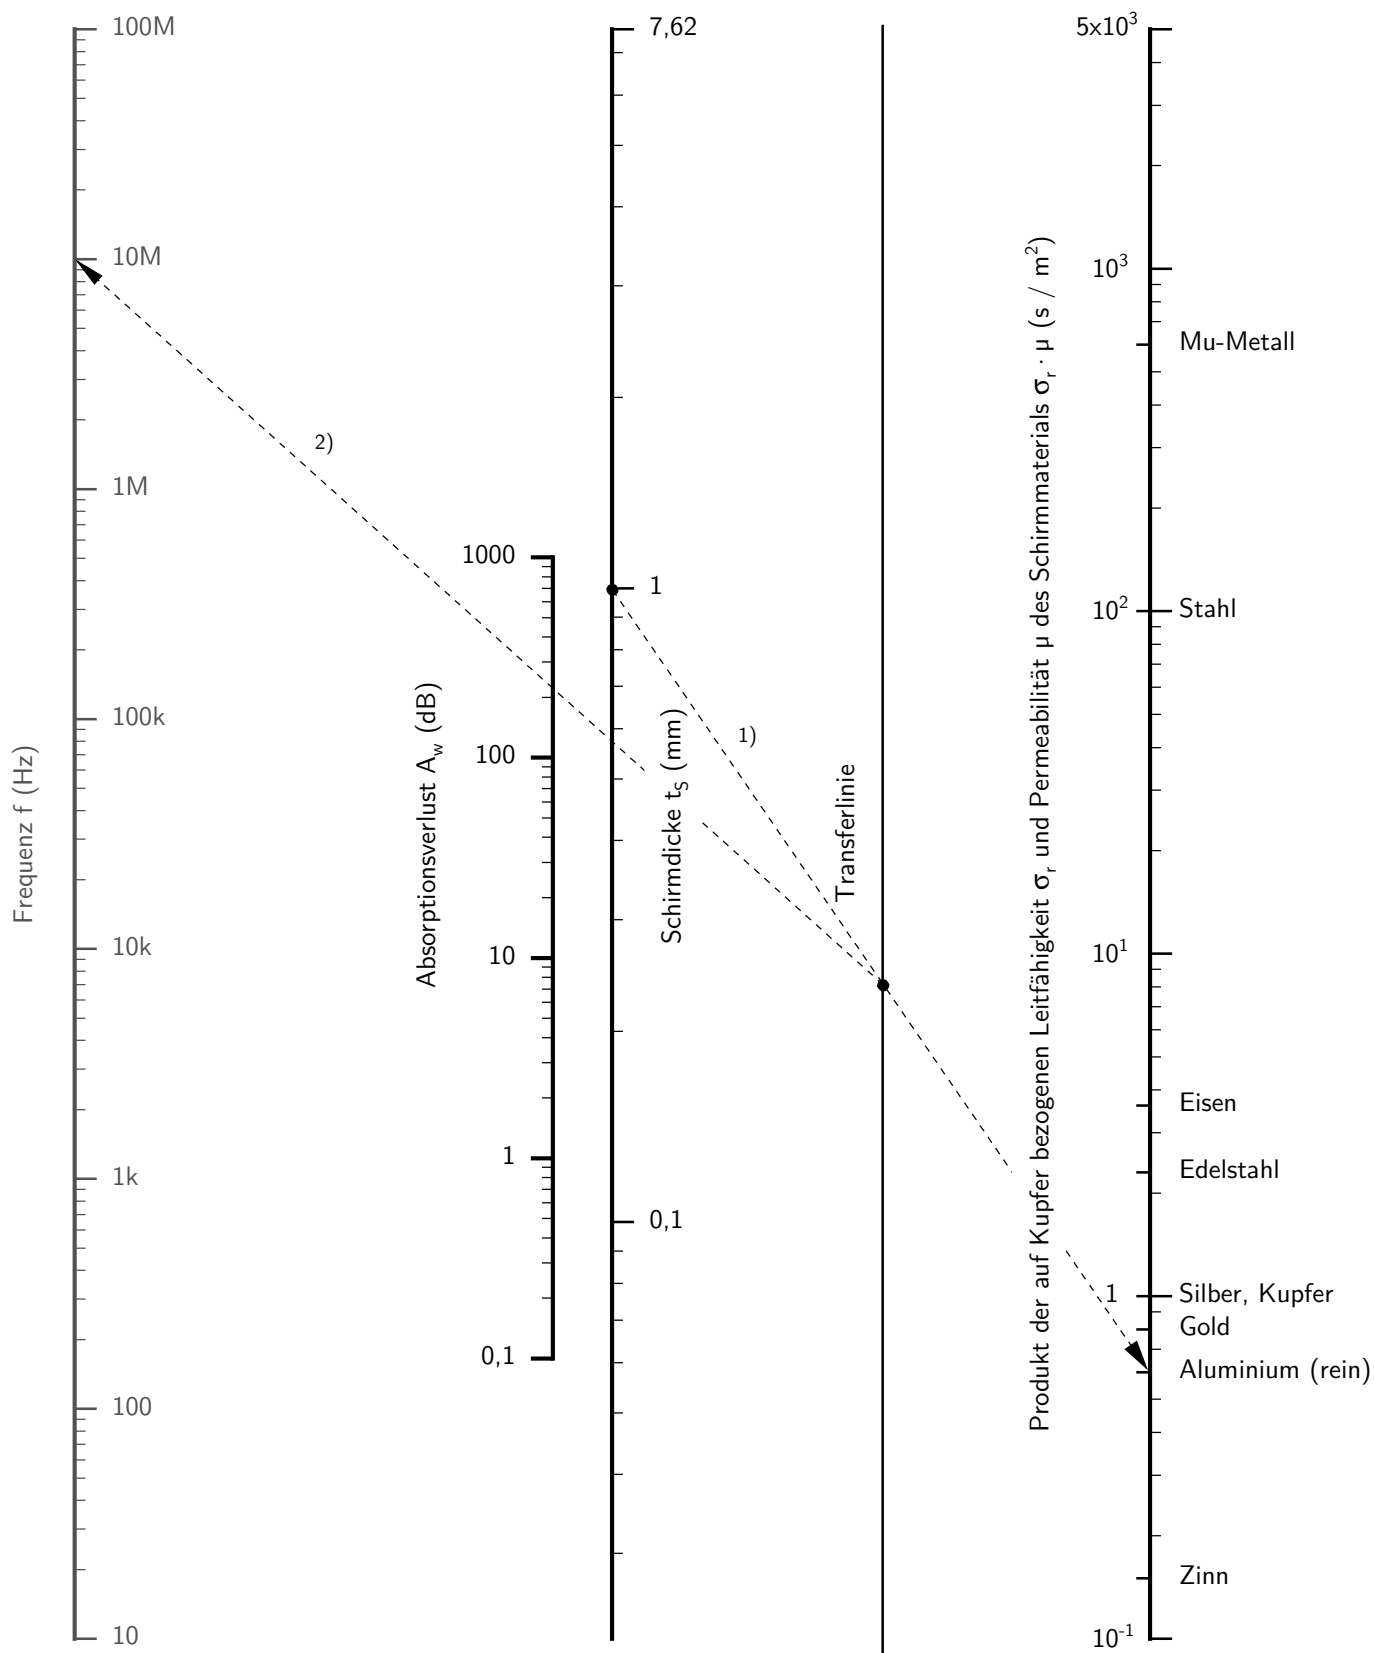 Frequenz f (Hz)
100M
10M
1M
100k
10k
1k
100
10
2)
Absorptionsverlust A_w (dB)
1000
100
10
1
0,1
Schirmdicke t_S (mm)
7,62
1
0,1
1)
Transferlinie
Produkt der auf Kupfer bezogenen Leitfähigkeit σ_r und Permeabilität µ des Schirmmaterials σ_r · µ (s / m²)
5x10³
10³
Mu-Metall
10² Stahl
10¹
Eisen
Edelstahl
1 Silber, Kupfer
Gold
Aluminium (rein)
Zinn
10⁻¹